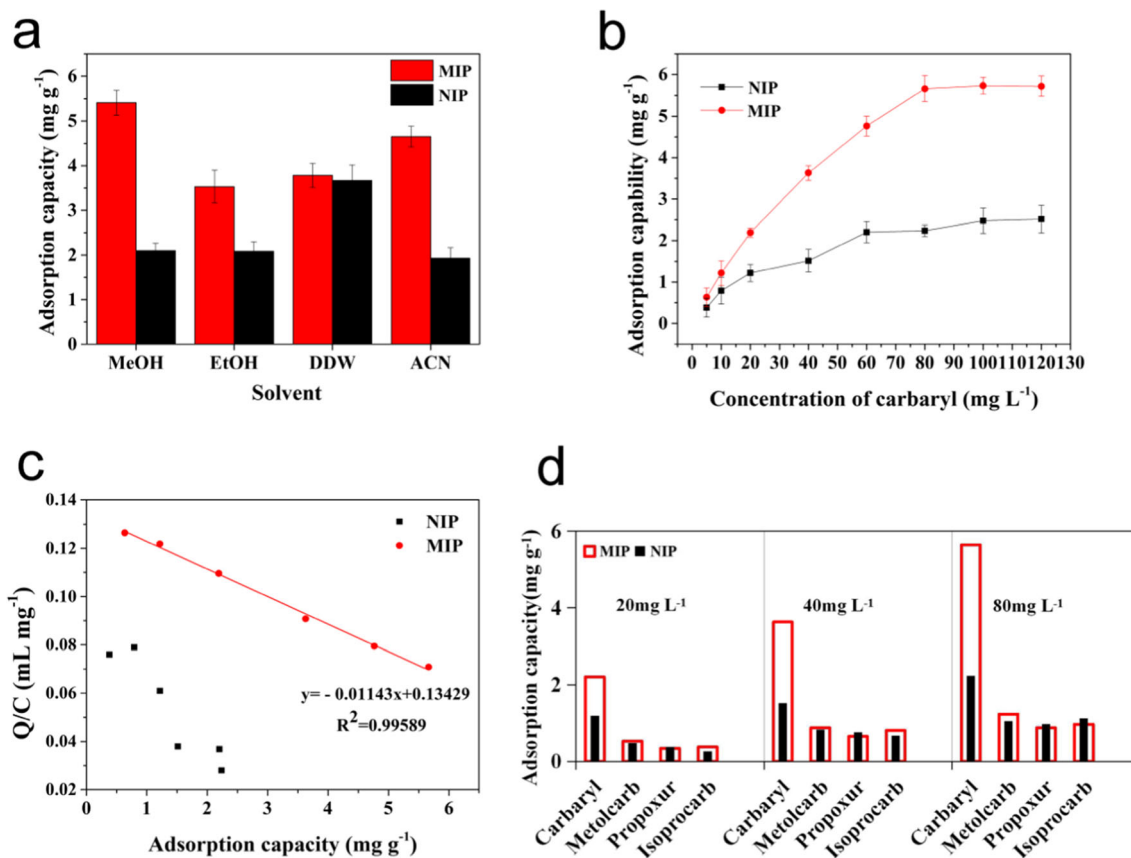 a
MIP
NIP
Adsorption capacity (mg g⁻¹)
6
5
4
3
2
1
0
MeOH EtOH DDW ACN
Solvent
b
NIP
MIP
Adsorption capability (mg g⁻¹)
6
5
4
3
2
1
0
0 10 20 30 40 50 60 70 80 90 100 110 120 130
Concentration of carbaryl (mg L⁻¹)
c
NIP
MIP
Q/C (mL mg⁻¹)
0.14
0.12
0.10
0.08
0.06
0.04
0.02
y= - 0.01143x+0.13429
R²=0.99589
0 1 2 3 4 5 6
Adsorption capacity (mg g⁻¹)
d
MIP NIP
Adsorption capacity(mg g⁻¹)
6
4
2
0
20mg L⁻¹ 40mg L⁻¹ 80mg L⁻¹
Carbaryl Metolcarb Propoxur Isoprocarb Carbaryl Metolcarb Propoxur Isoprocarb Carbaryl Metolcarb Propoxur Isoprocarb